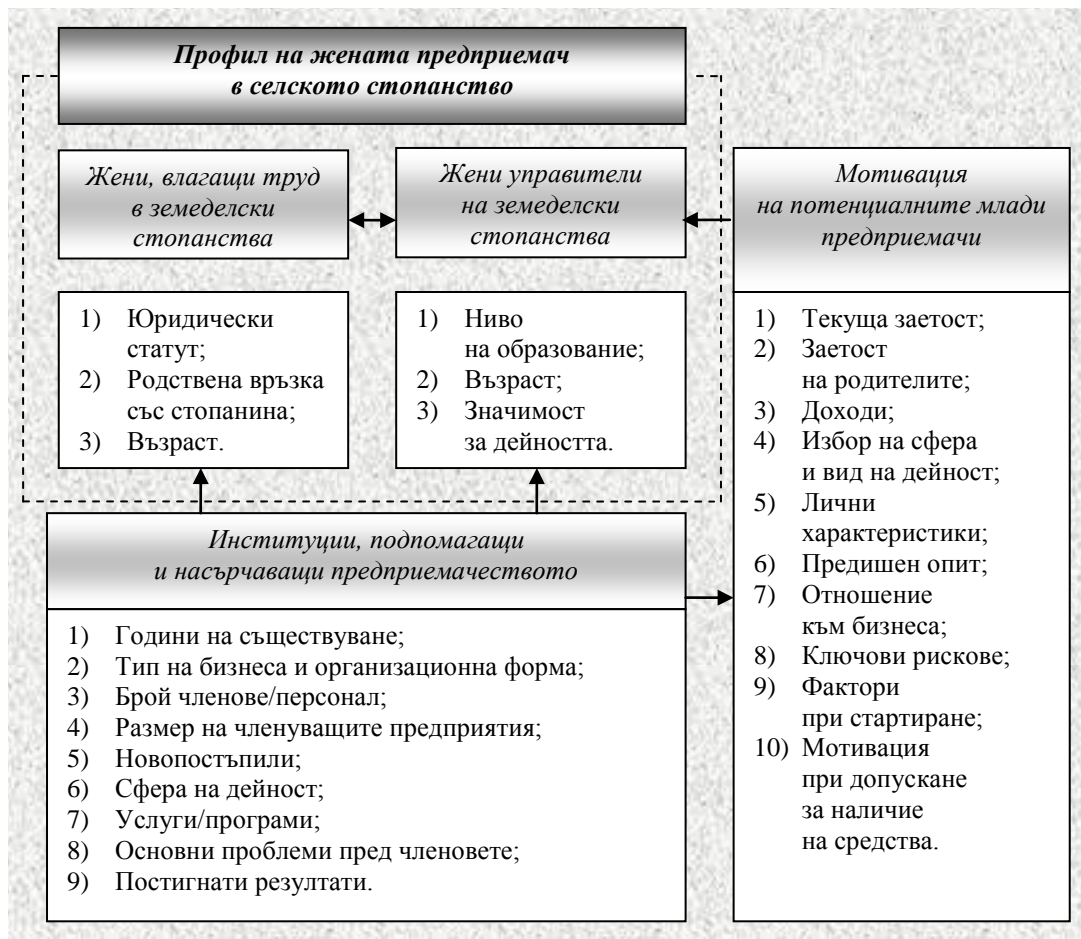 Профил на жената предприемач
в селското стопанство
Жени, влагащи труд
в земеделски
стопанства
Жени управители
на земеделски
стопанства
Мотивация
на потенциалните млади
предприемачи
1) Юридически
статут;
2) Родствена връзка
със стопанина;
3) Възраст.
1) Ниво
на образование;
2) Възраст;
3) Значимост
за дейността.
1) Текуща заетост;
2) Заетост
на родителите;
3) Доходи;
4) Избор на сфера
и вид на дейност;
5) Лични
характеристики;
6) Предишен опит;
7) Отношение
към бизнеса;
8) Ключови рискове;
9) Фактори
при стартиране;
10) Мотивация
при допускане
за наличие
на средства.
Институции, подпомагащи
и насърчаващи предприемачеството
1) Години на съществуване;
2) Тип на бизнеса и организационна форма;
3) Брой членове/персонал;
4) Размер на членуващите предприятия;
5) Новопостъпили;
6) Сфера на дейност;
7) Услуги/програми;
8) Основни проблеми пред членовете;
9) Постигнати резултати.